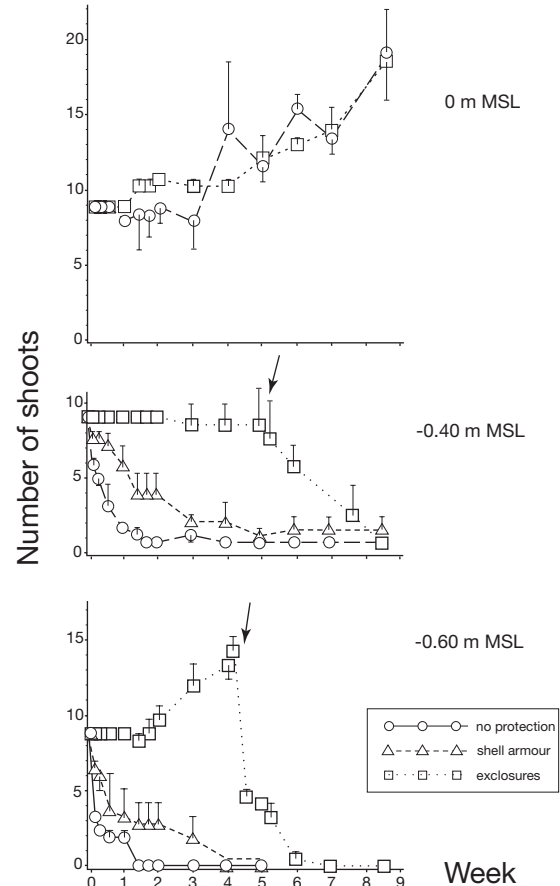 20
15
10
5
0
0 m MSL
Number of shoots
10
5
0
-0.40 m MSL
15
10
5
0
-0.60 m MSL
no protection
shell armour
exclosures
0 1 2 3 4 5 6 7 8 9
Week